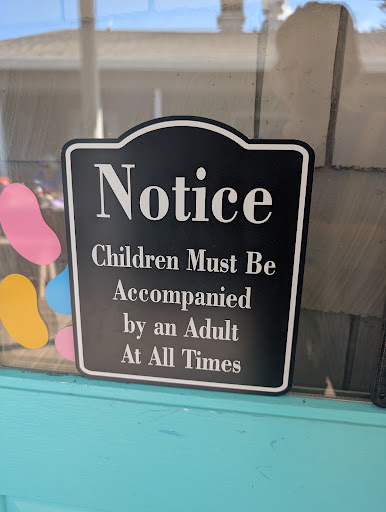 Notice
Children Must Be
Accompanied
by an Adult
At All Times